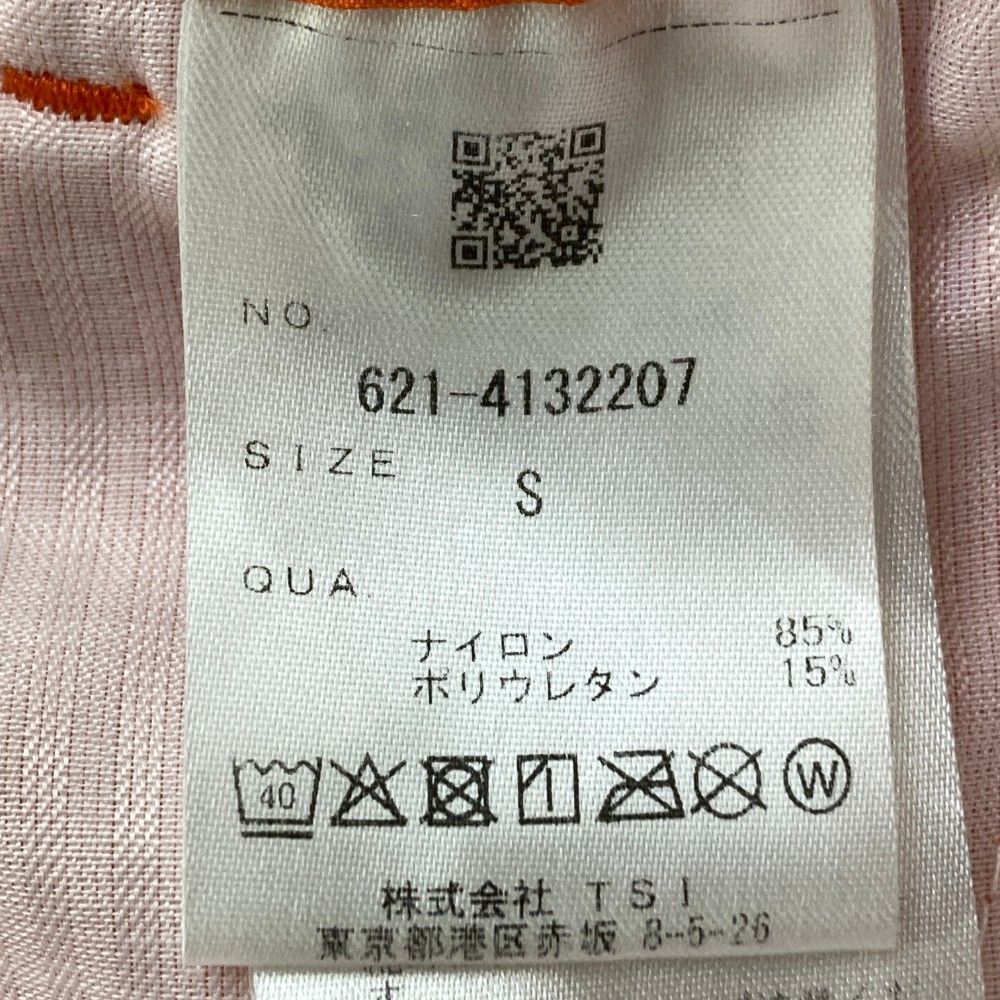 NO.
621-4132207
SIZE
S
QUA.
ナイロン 85%
ポリウレタン 15%
40 W
株式会社 TSI
東京都港区赤坂 8-5-26